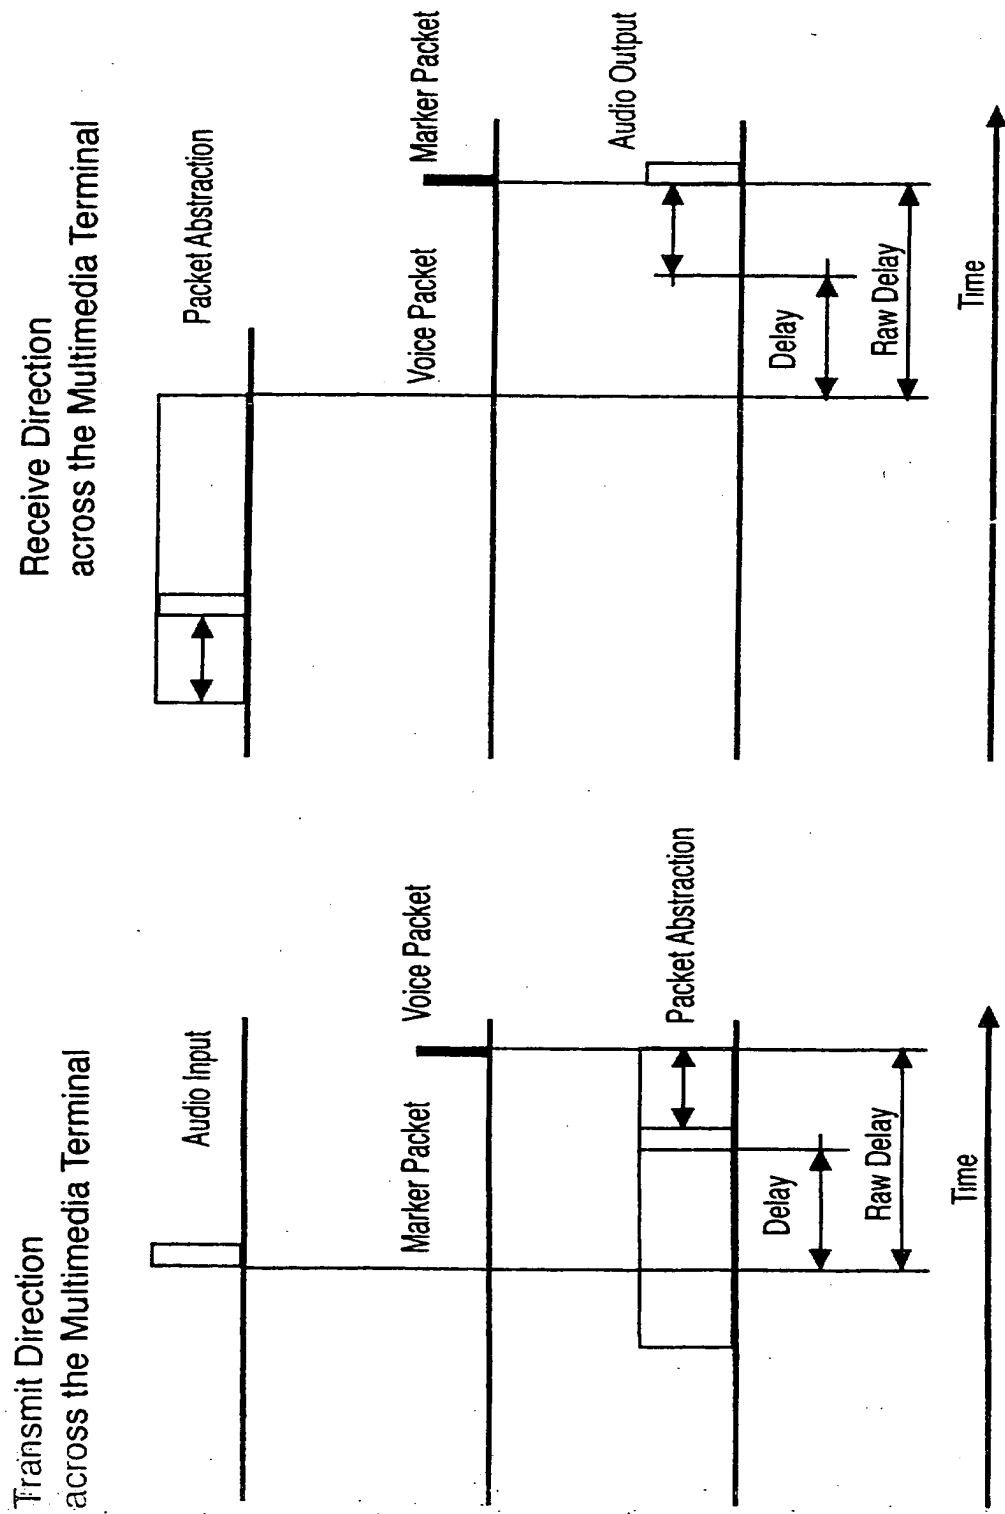 Transmit Direction
across the Multimedia Terminal
Audio Input
Marker Packet
Voice Packet
Packet Abstraction
Delay
Raw Delay
Time
Receive Direction
across the Multimedia Terminal
Packet Abstraction
Voice Packet
Marker Packet
Audio Output
Delay
Raw Delay
Time